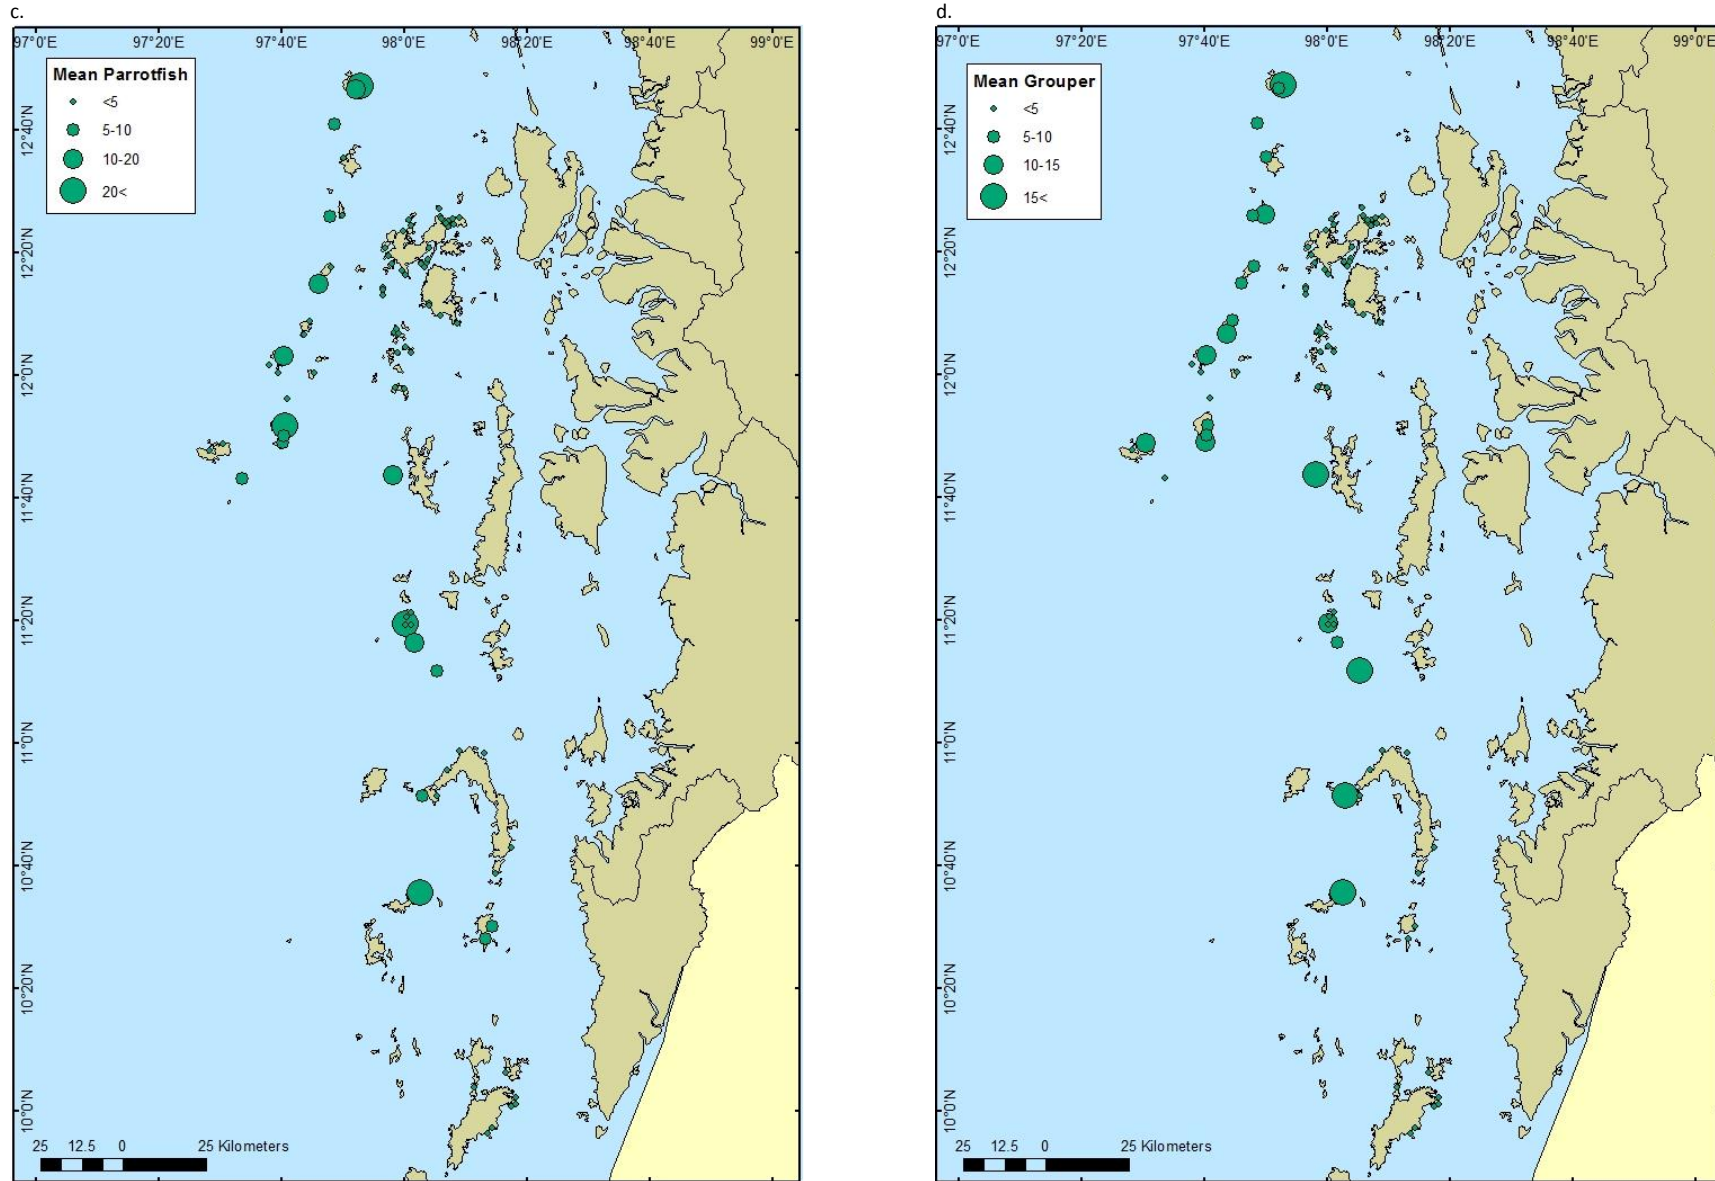 c.
97°0'E 97°20'E 97°40'E 98°0'E 98°20'E 98°40'E 99°0'E
Mean Parrotfish
<5
5-10
10-20
20<
12°40'N
12°20'N
12°0'N
11°40'N
11°20'N
11°0'N
10°40'N
10°20'N
10°0'N
25 12.5 0 25 Kilometers
d.
97°0'E 97°20'E 97°40'E 98°0'E 98°20'E 98°40'E 99°0'E
Mean Grouper
<5
5-10
10-15
15<
12°40'N
12°20'N
12°0'N
11°40'N
11°20'N
11°0'N
10°40'N
10°20'N
10°0'N
25 12.5 0 25 Kilometers